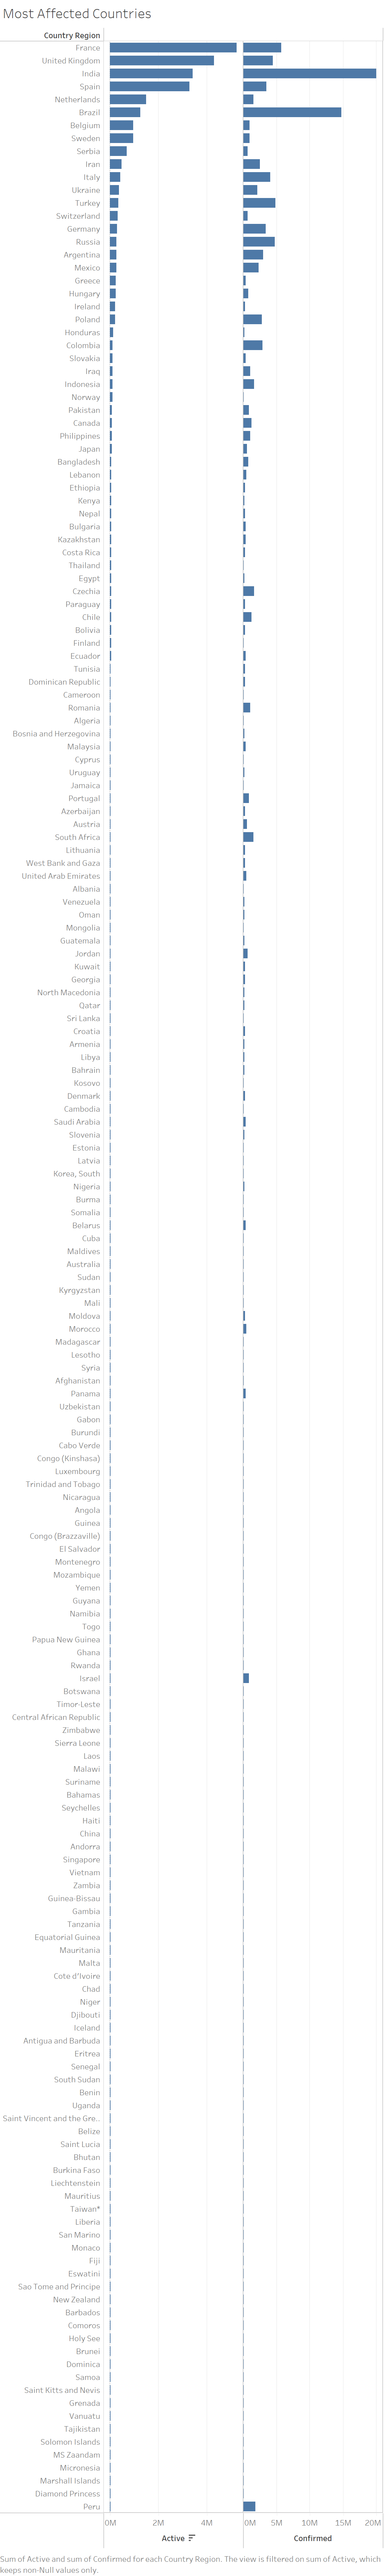 Most Affected Countries
Country Region
France
United Kingdom
India
Spain
Netherlands
Brazil
Belgium
Sweden
Serbia
Iran
Italy
Ukraine
Turkey
Switzerland
Germany
Russia
Argentina
Mexico
Greece
Hungary
Ireland
Poland
Honduras
Colombia
Slovakia
Iraq
Indonesia
Norway
Pakistan
Canada
Philippines
Japan
Bangladesh
Lebanon
Ethiopia
Kenya
Nepal
Bulgaria
Kazakhstan
Costa Rica
Thailand
Egypt
Czechia
Paraguay
Chile
Bolivia
Finland
Ecuador
Tunisia
Dominican Republic
Cameroon
Romania
Algeria
Bosnia and Herzegovina
Malaysia
Cyprus
Uruguay
Jamaica
Portugal
Azerbaijan
Austria
South Africa
Lithuania
West Bank and Gaza
United Arab Emirates
Albania
Venezuela
Oman
Mongolia
Guatemala
Jordan
Kuwait
Georgia
North Macedonia
Qatar
Sri Lanka
Croatia
Armenia
Libya
Bahrain
Kosovo
Denmark
Cambodia
Saudi Arabia
Slovenia
Estonia
Latvia
Korea, South
Nigeria
Burma
Somalia
Belarus
Cuba
Maldives
Australia
Sudan
Kyrgyzstan
Mali
Moldova
Morocco
Madagascar
Lesotho
Syria
Afghanistan
Panama
Uzbekistan
Gabon
Burundi
Cabo Verde
Congo (Kinshasa)
Luxembourg
Trinidad and Tobago
Nicaragua
Angola
Guinea
Congo (Brazzaville)
El Salvador
Montenegro
Mozambique
Yemen
Guyana
Namibia
Togo
Papua New Guinea
Ghana
Rwanda
Israel
Botswana
Timor-Leste
Central African Republic
Zimbabwe
Sierra Leone
Laos
Malawi
Suriname
Bahamas
Seychelles
Haiti
China
Andorra
Singapore
Vietnam
Zambia
Guinea-Bissau
Gambia
Tanzania
Equatorial Guinea
Mauritania
Malta
Cote d'Ivoire
Chad
Niger
Djibouti
Iceland
Antigua and Barbuda
Eritrea
Senegal
South Sudan
Benin
Uganda
Saint Vincent and the Gre..
Belize
Saint Lucia
Bhutan
Burkina Faso
Liechtenstein
Mauritius
Taiwan*
Liberia
San Marino
Monaco
Fiji
Eswatini
Sao Tome and Principe
New Zealand
Barbados
Comoros
Holy See
Brunei
Dominica
Samoa
Saint Kitts and Nevis
Grenada
Vanuatu
Tajikistan
Solomon Islands
MS Zaandam
Micronesia
Marshall Islands
Diamond Princess
Peru
0M 2M 4M 0M 5M 10M 15M 20M
Active Confirmed
Sum of Active and sum of Confirmed for each Country Region. The view is filtered on sum of Active, which
keeps non-Null values only.